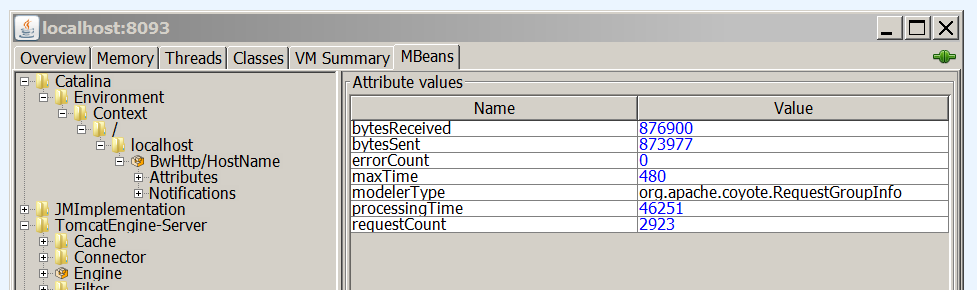 localhost:8093
Overview Memory Threads Classes VM Summary MBeans
Catalina
Environment
Context
/
localhost
BwHttp/HostName
Attributes
Notifications
JMImplementation
TomcatEngine-Server
Cache
Connector
Engine
Filter
Attribute values
Name Value
bytesReceived 876900
bytesSent 873977
errorCount 0
maxTime 480
modelerType org.apache.coyote.RequestGroupInfo
processingTime 46251
requestCount 2923